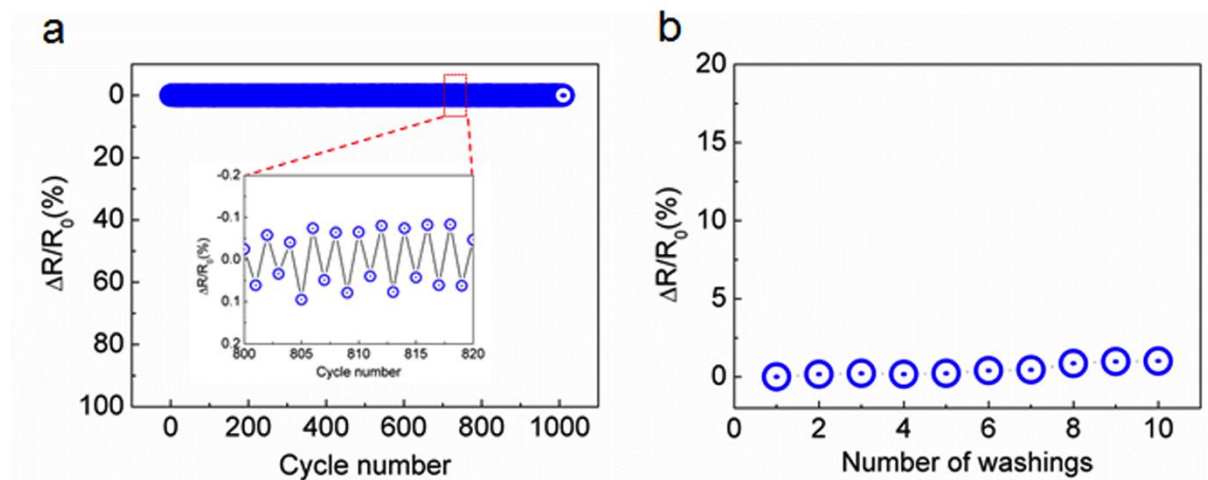 a
0
20
40
60
80
100
ΔR/R0(%)
0 200 400 600 800 1000
Cycle number
-0.2
-0.1
0.0
0.1
0.2
ΔR/R0(%)
800 805 810 815 820
Cycle number
b
20
15
10
5
0
ΔR/R0(%)
0 2 4 6 8 10
Number of washings